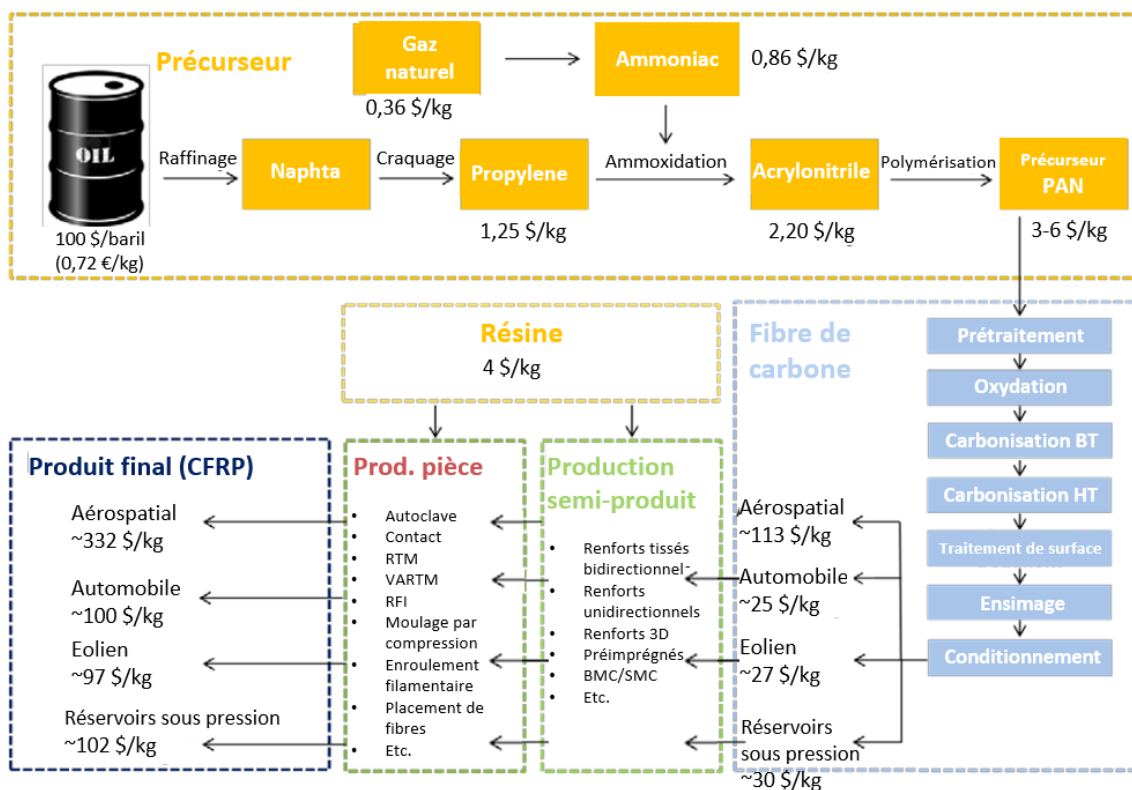 Précurseur
Gaz
naturel
0,36 $/kg
Ammoniac
0,86 $/kg
OIL
100 $/baril
(0,72 €/kg)
Raffinage
Naphta
Craquage
Propylene
1,25 $/kg
Ammoxidation
Acrylonitrile
2,20 $/kg
Polymérisation
Précurseur
PAN
3-6 $/kg
Résine
4 $/kg
Fibre de
carbone
Prétraitement
Oxydation
Carbonisation BT
Carbonisation HT
Traitement de surface
Ensimage
Conditionnement
Aérospatial
~113 $/kg
Automobile
~25 $/kg
Eolien
~27 $/kg
Réservoirs
sous pression
~30 $/kg
Production
semi-produit
• Renforts tissés
bidirectionnel-
• Renforts
unidirectionnels
• Renforts 3D
• Préimprégnés
• BMC/SMC
• Etc.
Prod. pièce
• Autoclave
• Contact
• RTM
• VARTM
• RFI
• Moulage par
compression
• Enroulement
filamentaire
• Placement de
fibres
• Etc.
Produit final (CFRP)
Aérospatial
~332 $/kg
Automobile
~100 $/kg
Eolien
~97 $/kg
Réservoirs sous pression
~102 $/kg